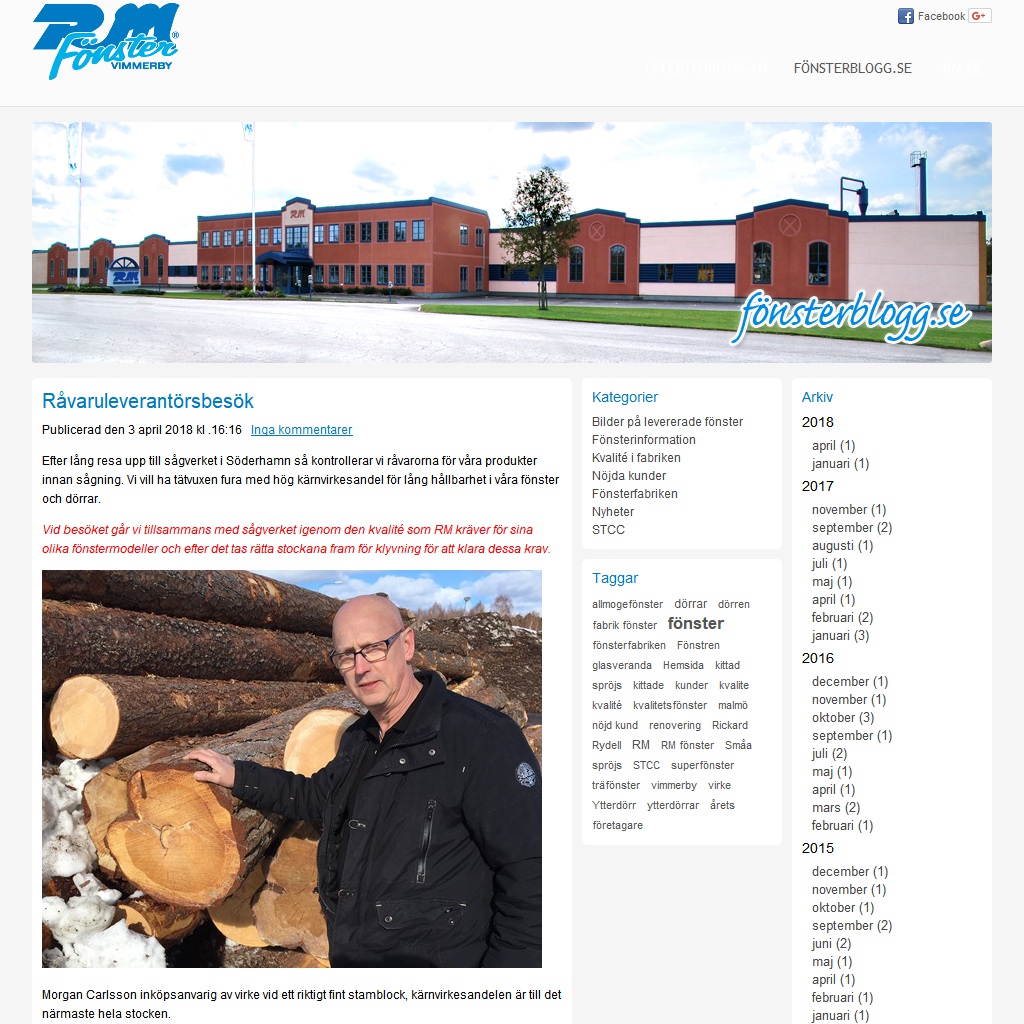 RM
Fönster®
VIMMERBY
Facebook
G+
FÖNSTERBLOGG.SE
RM
RM
fönsterblogg.se
Råvaruleverantörsbesök
Publicerad den 3 april 2018 kl .16:16 Inga kommentarer
Efter lång resa upp till sågverket i Söderhamn så kontrollerar vi råvarorna för våra produkter
innan sågning. Vi vill ha tätvuxen fura med hög kärnvirkesandel för lång hållbarhet i våra fönster
och dörrar.
Vid besöket går vi tillsammans med sågverket igenom den kvalité som RM kräver för sina
olika fönstermodeller och efter det tas rätta stockana fram för klyvning för att klara dessa krav.
Morgan Carlsson inköpsanvarig av virke vid ett riktigt fint stamblock, kärnvirkesandelen är till det
närmaste hela stocken.
Kategorier
Bilder på levererade fönster
Fönsterinformation
Kvalité i fabriken
Nöjda kunder
Fönsterfabriken
Nyheter
STCC
Taggar
allmogefönster dörrar dörren
fabrik fönster fönster
fönsterfabriken Fönstren
glasveranda Hemsida kittad
spröjs kittade kunder kvalite
kvalité kvalitetsfönster malmö
nöjd kund renovering Rickard
Rydell RM RM fönster Småa
spröjs STCC superfönster
träfönster vimmerby virke
Ytterdörr ytterdörrar årets
företagare
Arkiv
2018
april (1)
januari (1)
2017
november (1)
september (2)
augusti (1)
juli (1)
maj (1)
april (1)
februari (2)
januari (3)
2016
december (1)
november (1)
oktober (3)
september (1)
juli (2)
maj (1)
april (1)
mars (2)
februari (1)
2015
december (1)
november (1)
oktober (1)
september (2)
juni (2)
maj (1)
april (1)
februari (1)
januari (1)